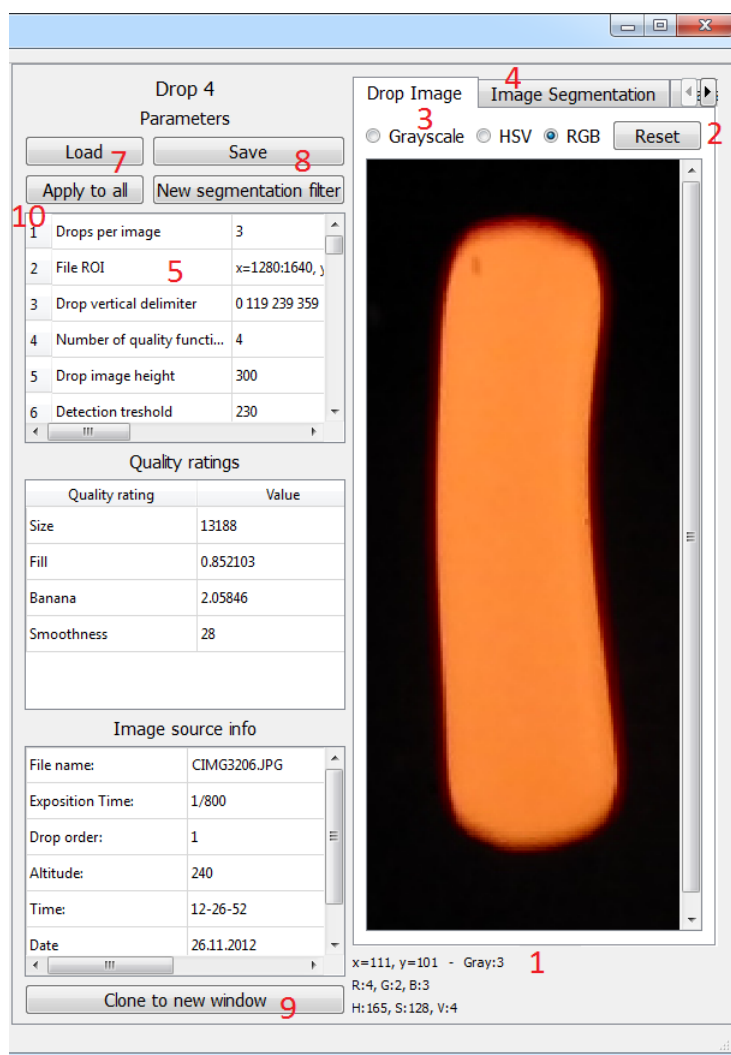 Drop 4
Parameters
Load 7 Save 8
Apply to all New segmentation filter
10
1 Drops per image 3
2 File ROI 5 x=1280:1640, y
3 Drop vertical delimiter 0 119 239 359
4 Number of quality functi... 4
5 Drop image height 300
6 Detection treshold 230
Quality ratings
Quality rating Value
Size 13188
Fill 0.852103
Banana 2.05846
Smoothness 28
Image source info
File name: CIMG3206.JPG
Exposition Time: 1/800
Drop order: 1
Altitude: 240
Time: 12-26-52
Date 26.11.2012
Clone to new window 9
4
Drop Image Image Segmentation
3
Grayscale HSV RGB Reset 2
x=111, y=101 - Gray:3 1
R:4, G:2, B:3
H:165, S:128, V:4